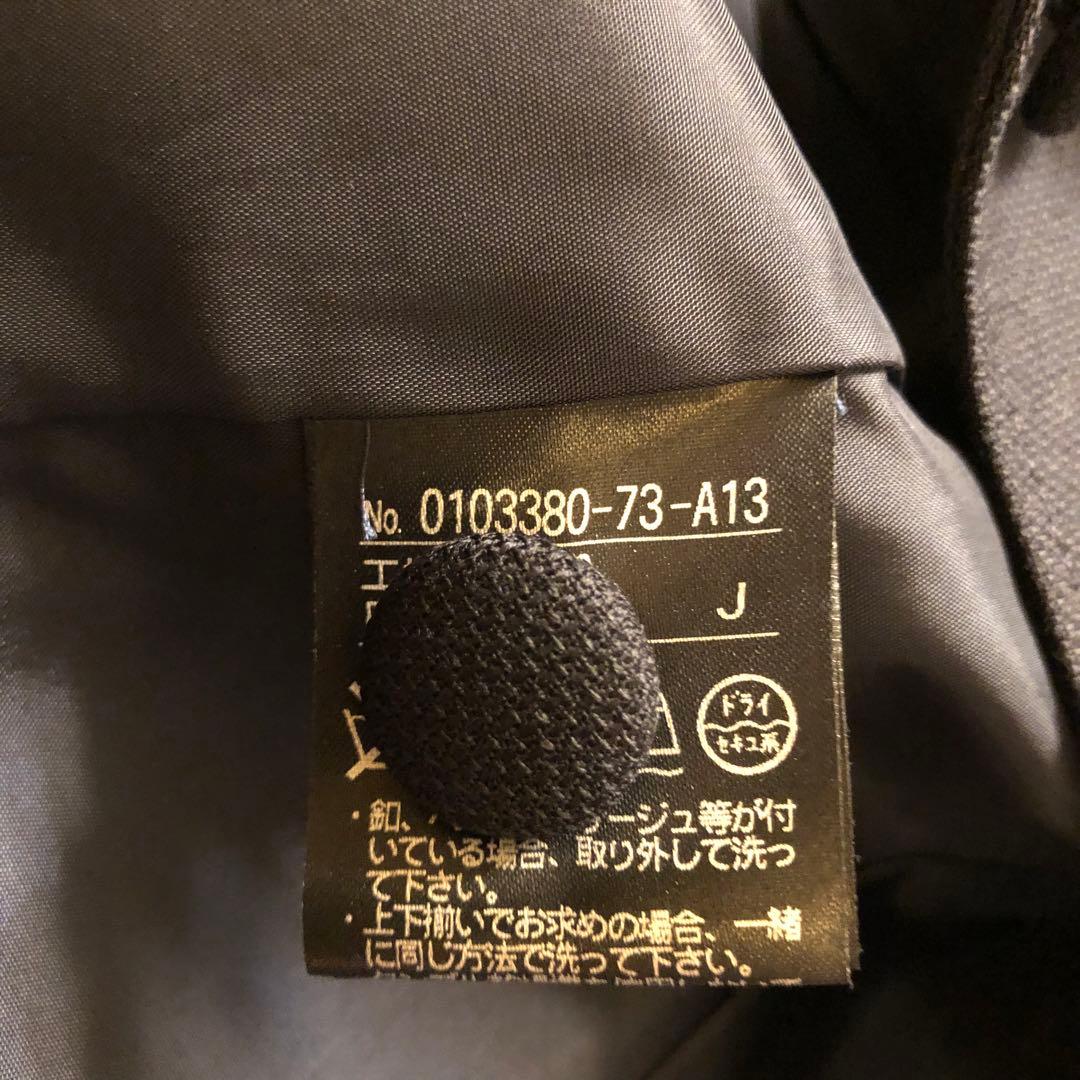 No. 0103380-73-A13
J
ドライ
セキユ系
・釦、ージュ等が付
いている場合、取り外して洗っ
て下さい。
・上下揃いでお求めの場合、一緒
に同じ方法で洗って下さい。